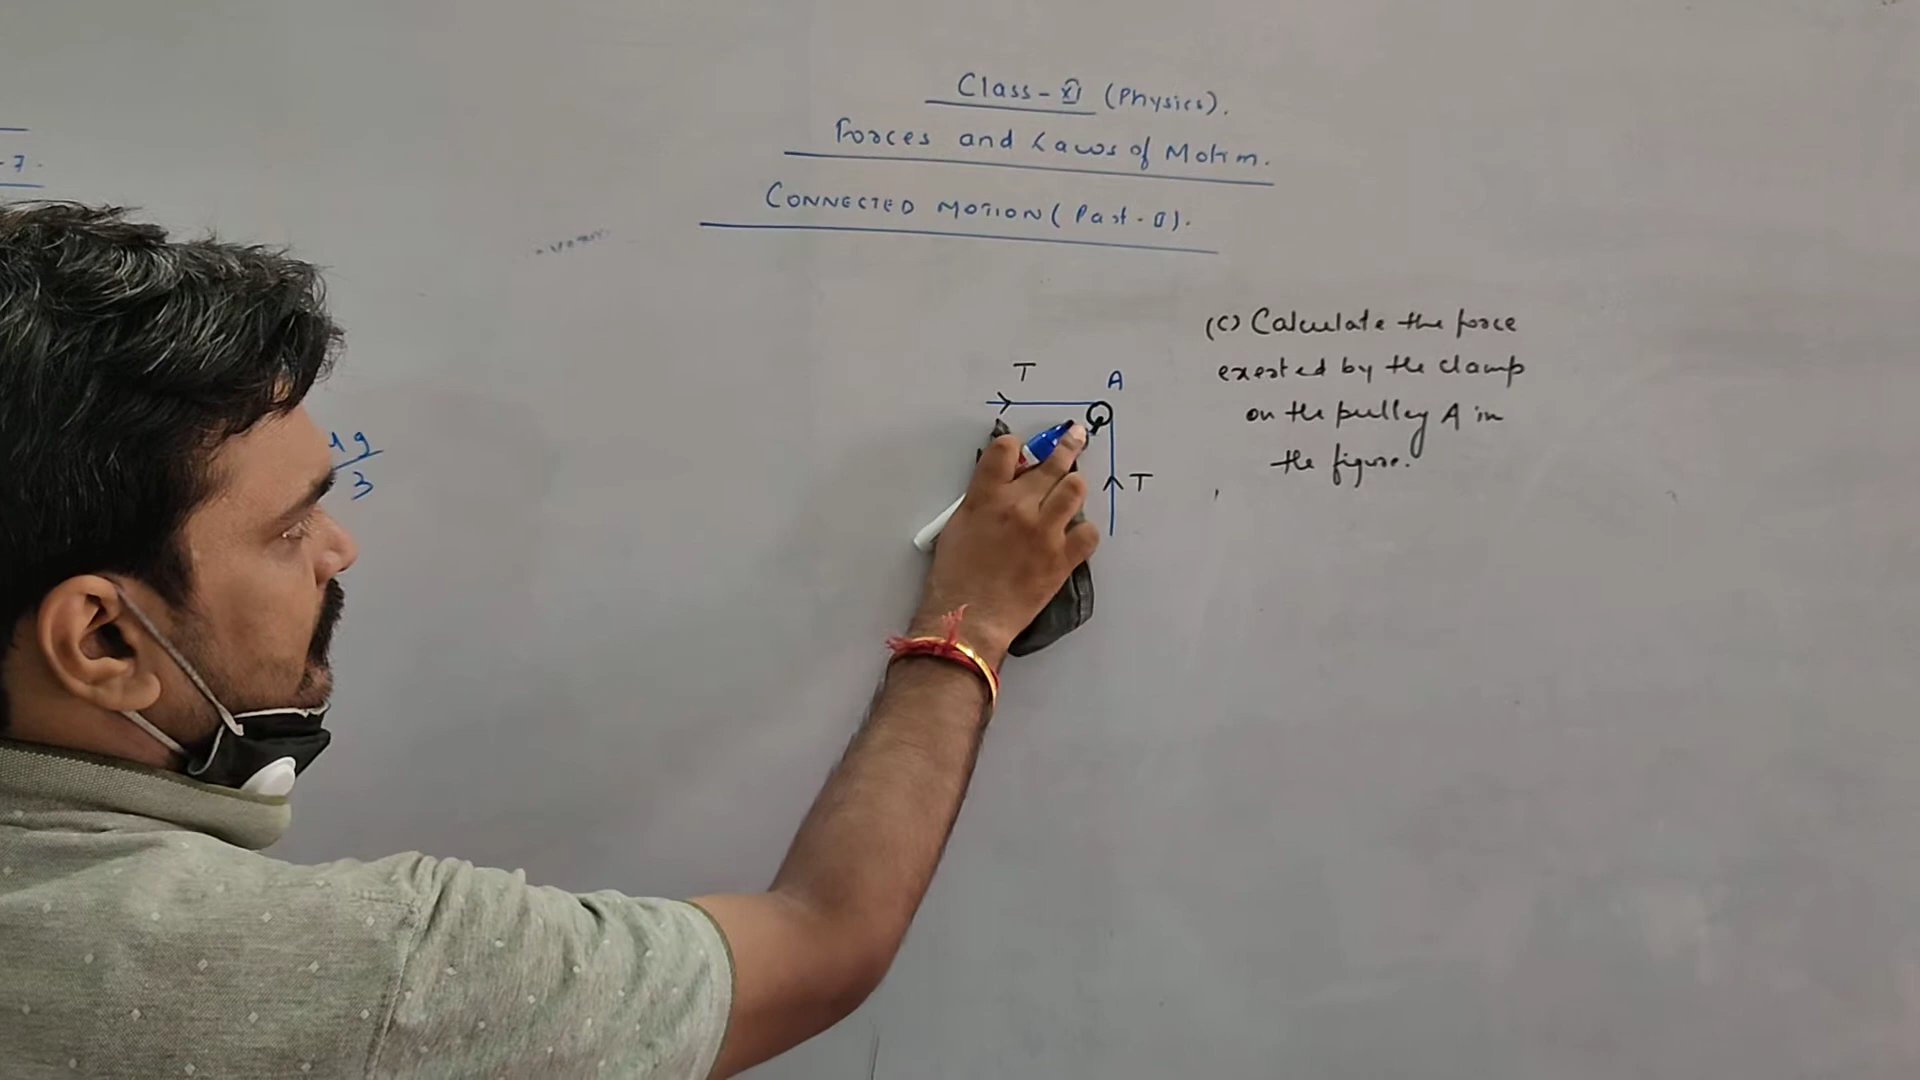 Class-XI (Physics).
Forces and Laws of Motion.
CONNECTED MOTION (Part-II).
-7.
(c) Calculate the force
exerted by the clamp
on the pulley A in
the figure.
T
A
T
g
3